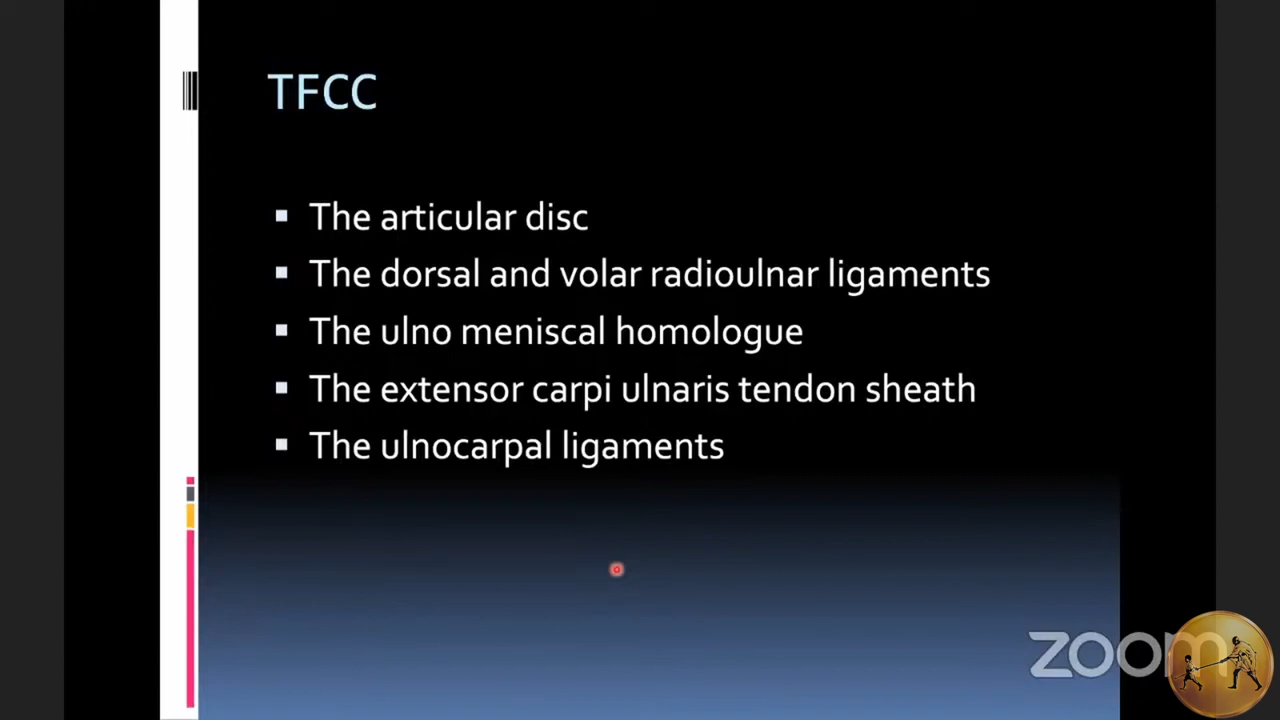 TFCC
The articular disc
The dorsal and volar radioulnar ligaments
The ulno meniscal homologue
The extensor carpi ulnaris tendon sheath
The ulnocarpal ligaments
zoom